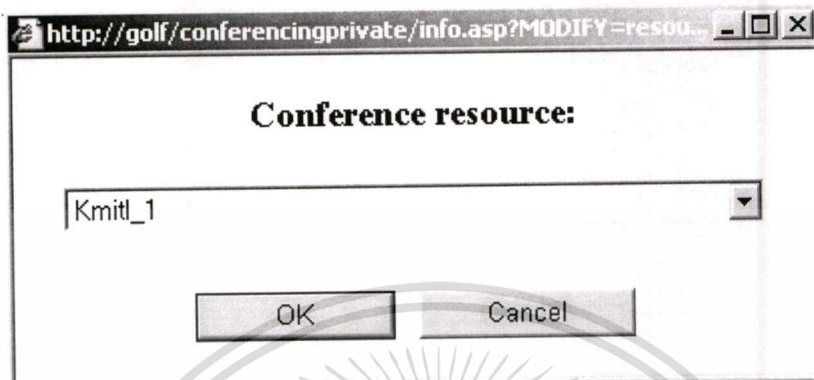 http://golf/conferencingprivate/info.asp?MODIFY=resou...
Conference resource:
Kmitl_1
OK
Cancel